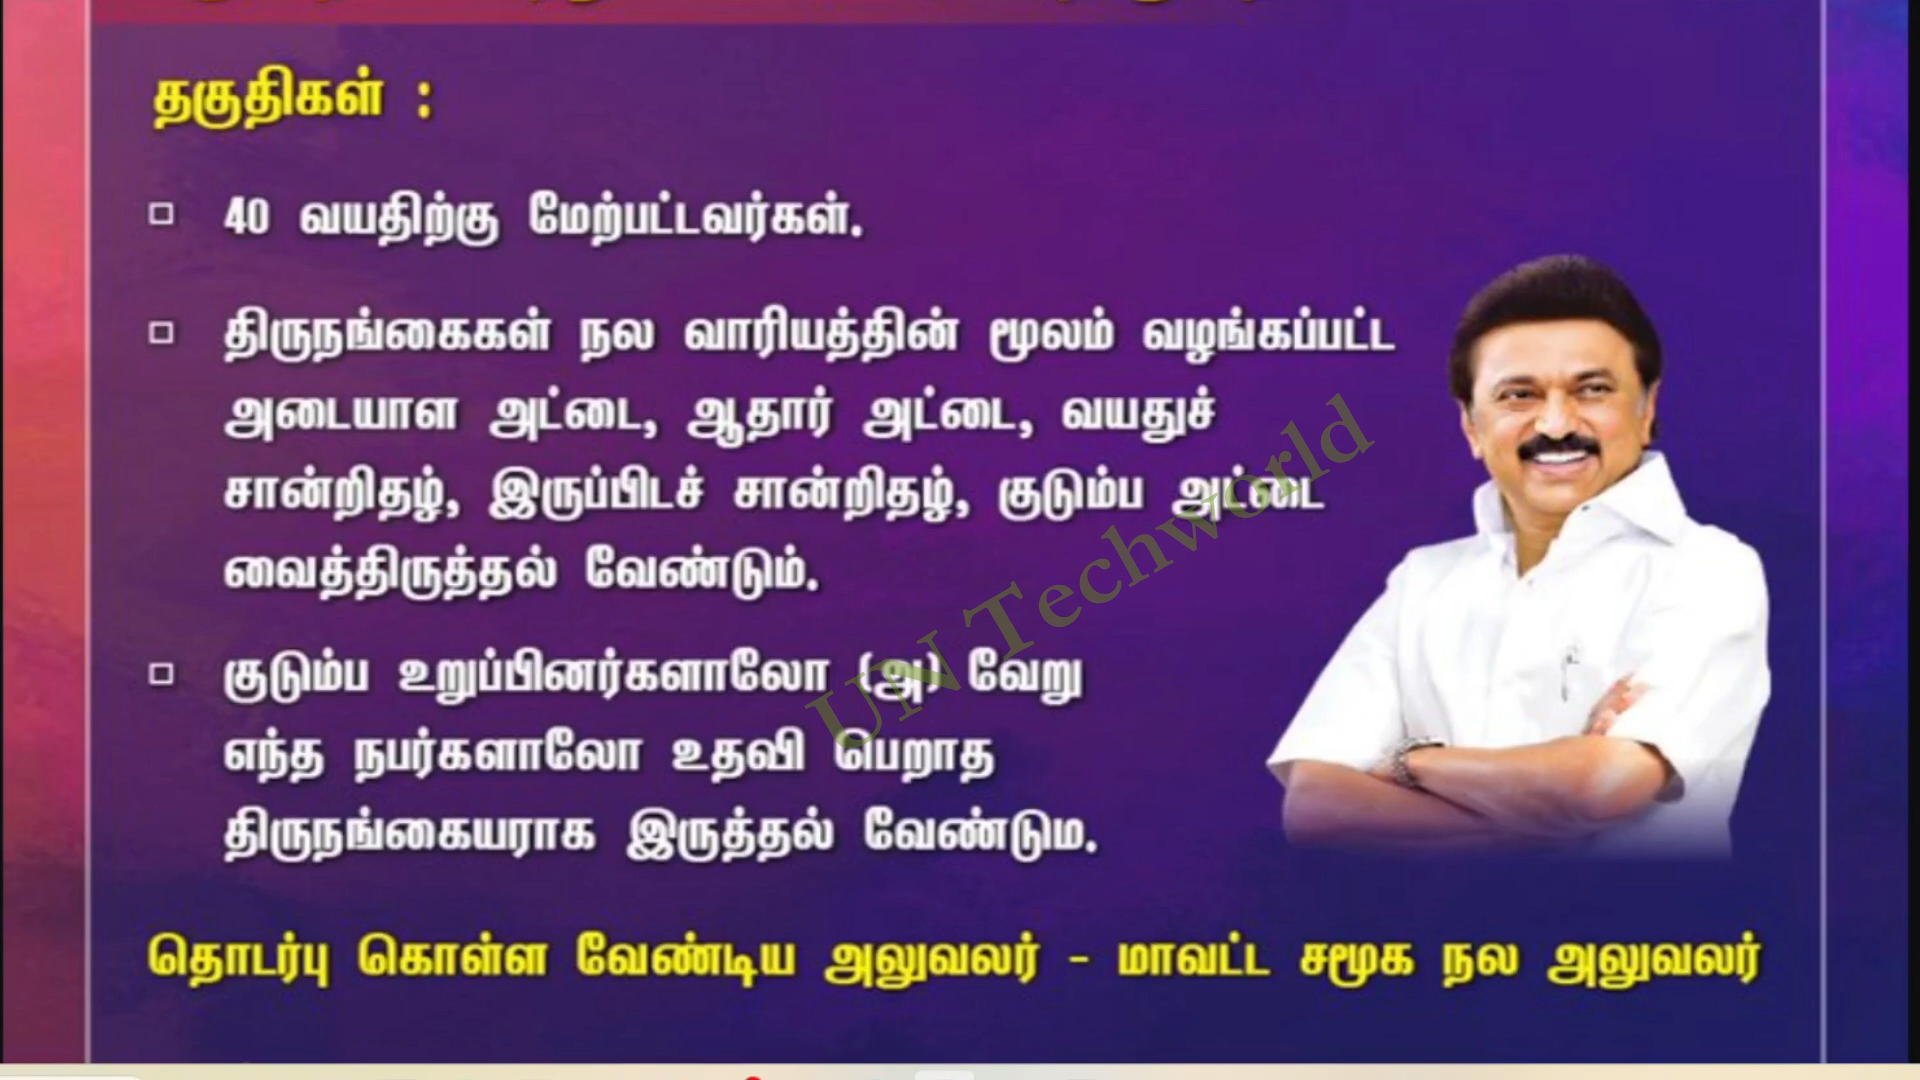 தகுதிகள் :
40 வயதிற்கு மேற்பட்டவர்கள்.
திருநங்கைகள் நல வாரியத்தின் மூலம் வழங்கப்பட்ட
அடையாள அட்டை, ஆதார் அட்டை, வயதுச்
சான்றிதழ், இருப்பிடச் சான்றிதழ், குடும்ப அட்டை
வைத்திருத்தல் வேண்டும்.
குடும்ப உறுப்பினர்களாலோ (அ) வேறு
எந்த நபர்களாலோ உதவி பெறாத
திருநங்கையராக இருத்தல் வேண்டும.
தொடர்பு கொள்ள வேண்டிய அலுவலர் - மாவட்ட சமூக நல அலுவலர்
UN Techworld